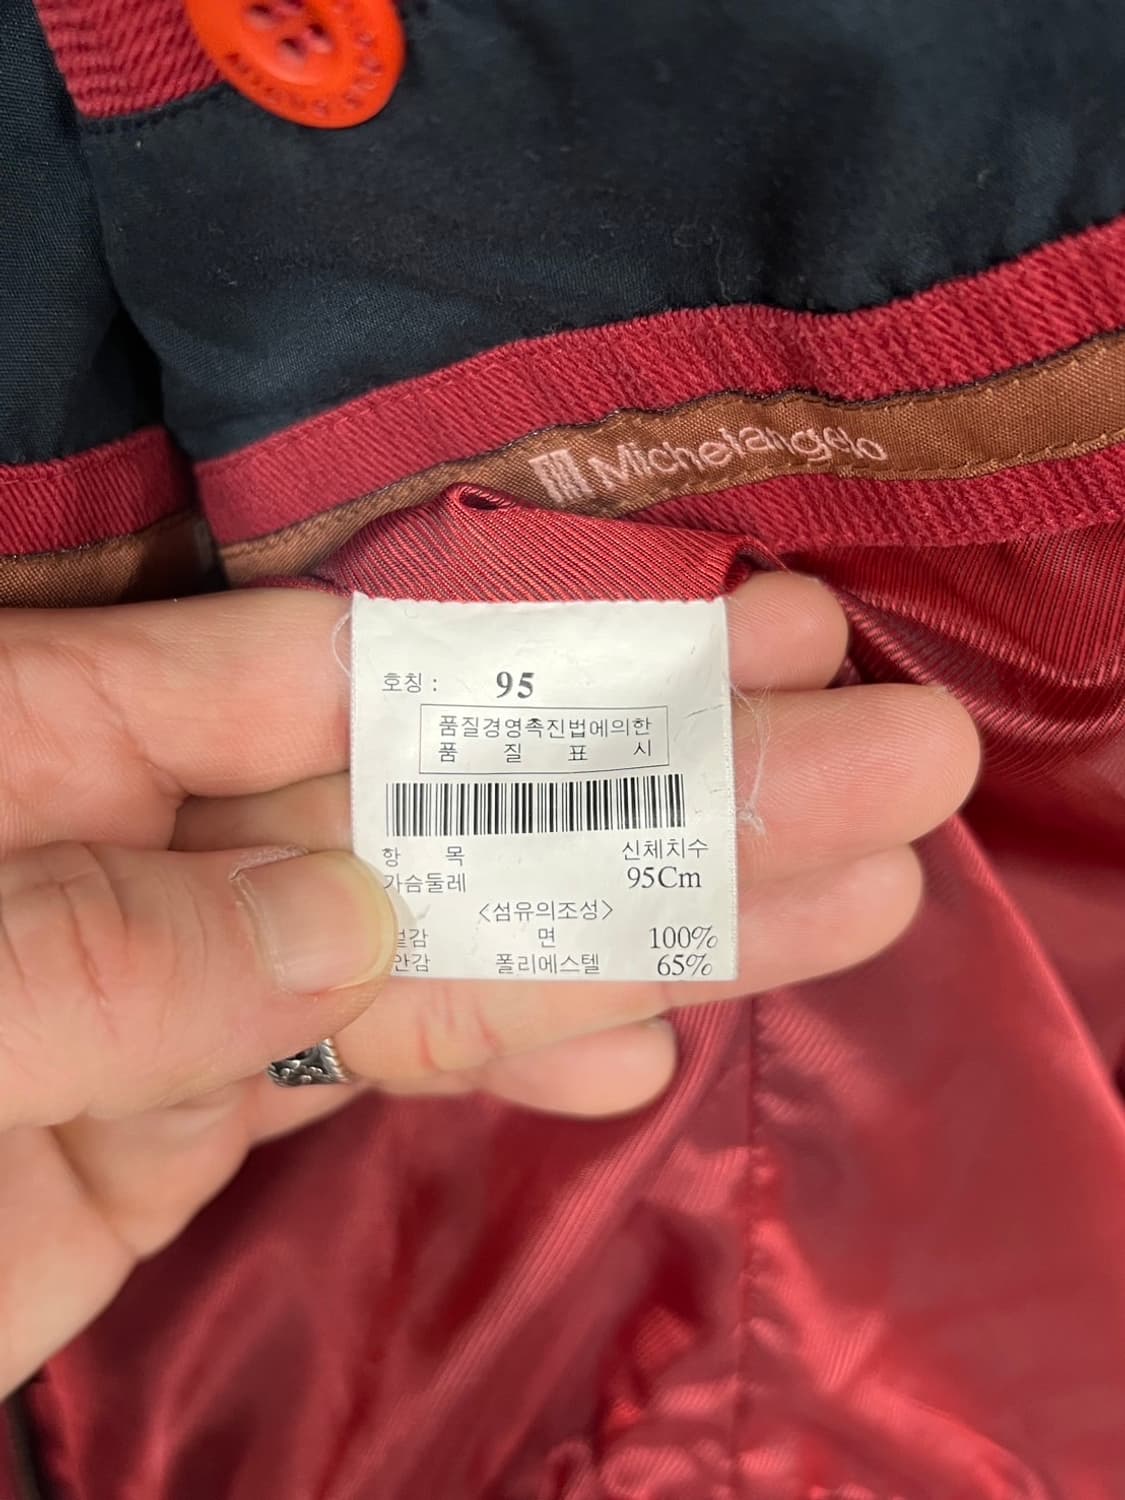 Michelangelo
호칭 : 95
품질경영촉진법에의한
품 질 표 시
항 목 신체치수
가슴둘레 95Cm
<섬유의조성>
겉감 면 100%
안감 폴리에스텔 65%